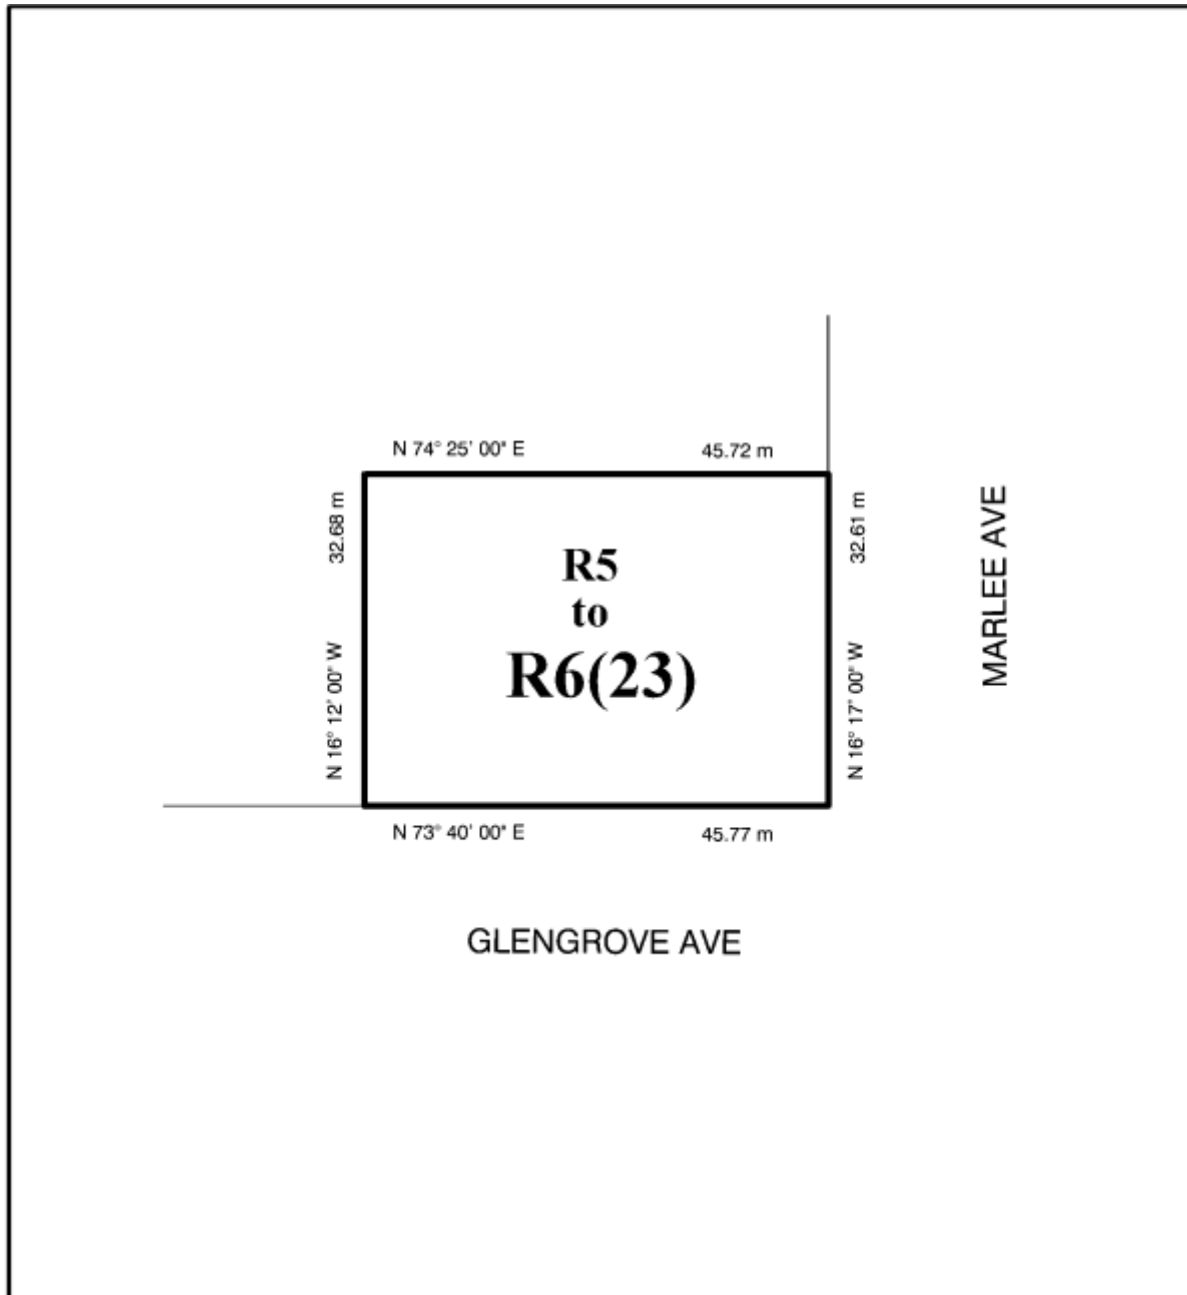 N 74° 25' 00" E 45.72 m
32.68 m
N 16° 12' 00" W
R5
to
R6(23)
32.61 m
N 16° 17' 00" W
MARLEE AVE
N 73° 40' 00" E 45.77 m
GLENGROVE AVE